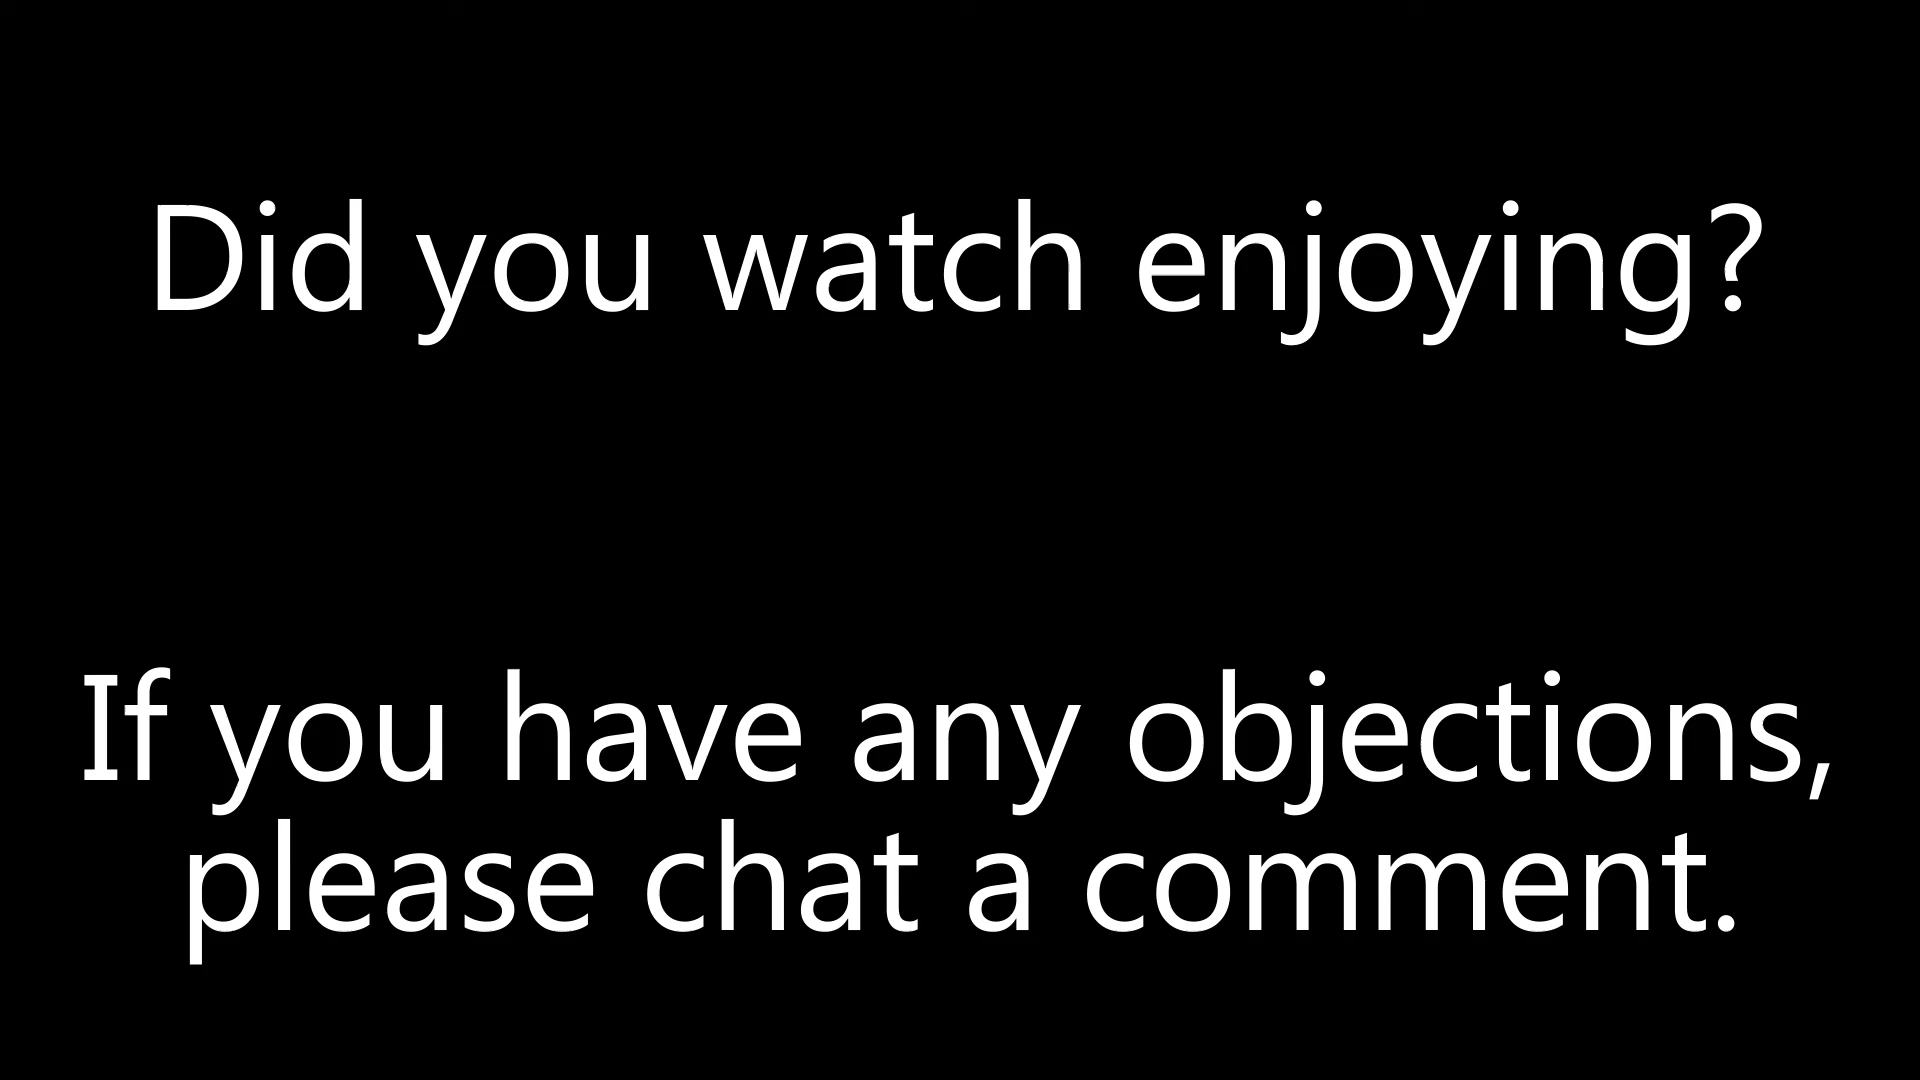 Did you watch enjoying?
If you have any objections,
please chat a comment.